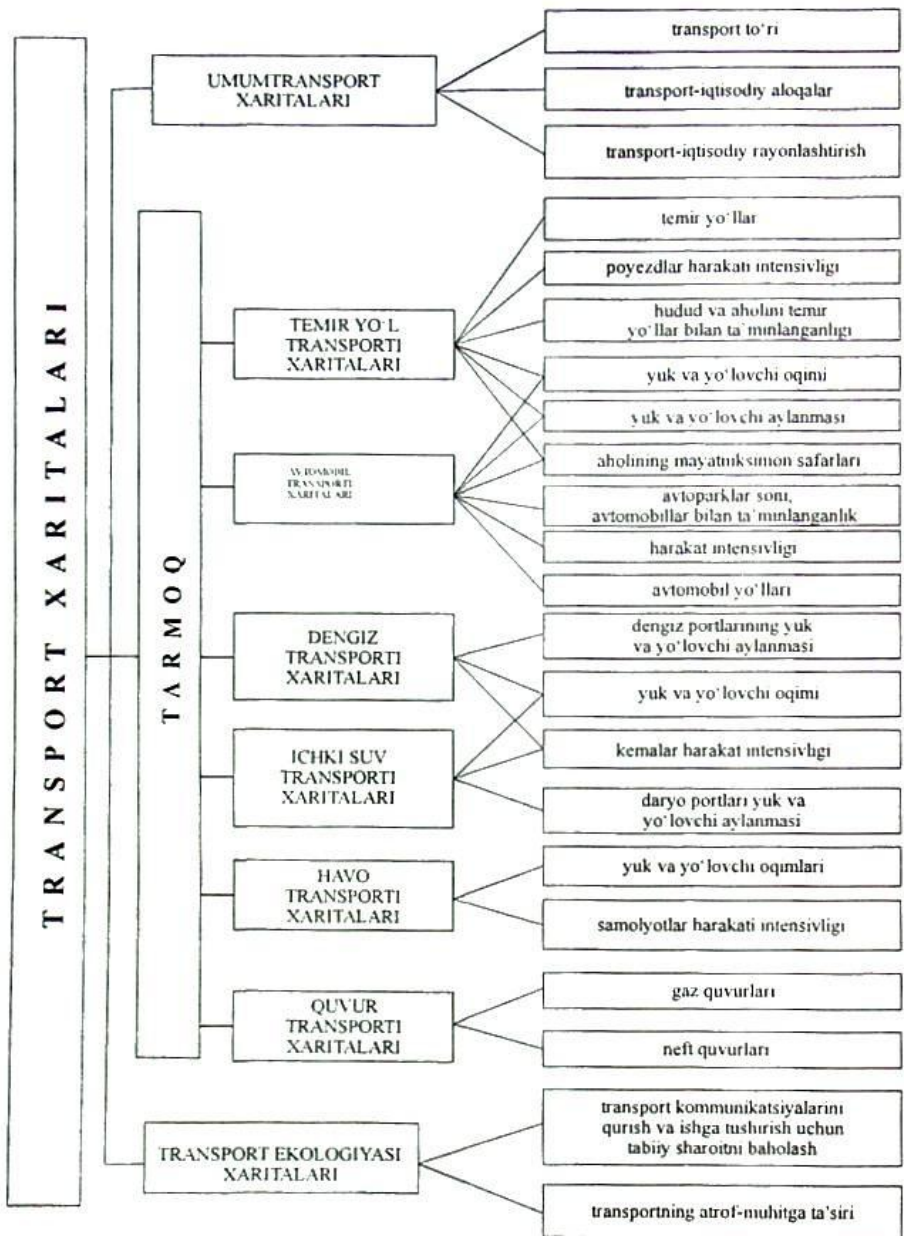 TRANSPORT XARITALARI
UMUMTRANSPORT
XARITALARI
transport to‘ri
transport-iqtisodiy aloqalar
transport-iqtisodiy rayonlashtirish
TARMOQ
TEMIR YO‘L
TRANSPORTI
XARITALARI
temir yo‘llar
poyezdlar harakati intensivligi
hudud va aholini temir
yo‘llar bilan ta’minlanganligi
yuk va yo‘lovchi oqimi
yuk va yo‘lovchi aylanması
aholining mayatniksimon safarlari
AVTOMOBIL
TRANSPORTI
XARITALARI
avtoparklar soni,
avtomobillar bilan ta’minlanganlik
harakat intensivligi
avtomobil yo‘llari
DENGIZ
TRANSPORTI
XARITALARI
dengiz portlarining yuk
va yo‘lovchi aylanmasi
yuk va yo‘lovchi oqimi
kemalar harakat intensivligi
ICHKI SUV
TRANSPORTI
XARITALARI
daryo portlari yuk va
yo‘lovchi aylanmasi
HAVO
TRANSPORTI
XARITALARI
yuk va yo‘lovchi oqimlari
samolyotlar harakati intensivligi
QUVUR
TRANSPORTI
XARITALARI
gaz quvurlari
neft quvurlari
TRANSPORT EKOLOGIYASI
XARITALARI
transport kommunikatsiyalarini
qurish va ishga tushirish uchun
tabiiy sharoitni baholash
transportning atrof-muhitga ta’siri